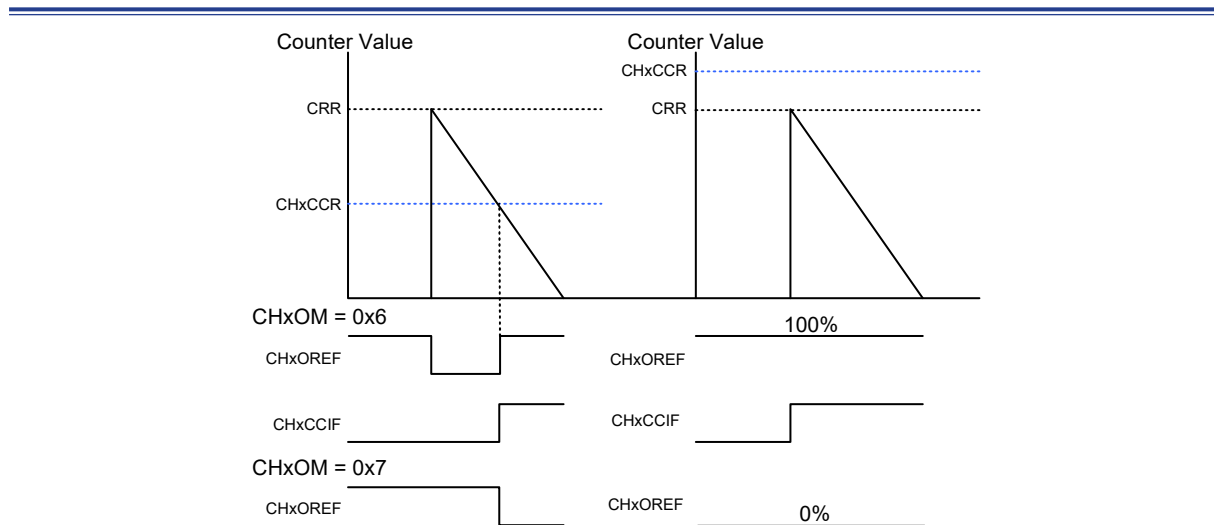 Counter Value
CRR
CHxCCR
CHxOM = 0x6
CHxOREF
CHxCCIF
CHxOM = 0x7
CHxOREF
Counter Value
CHxCCR
CRR
100%
CHxOREF
CHxCCIF
CHxOREF
0%